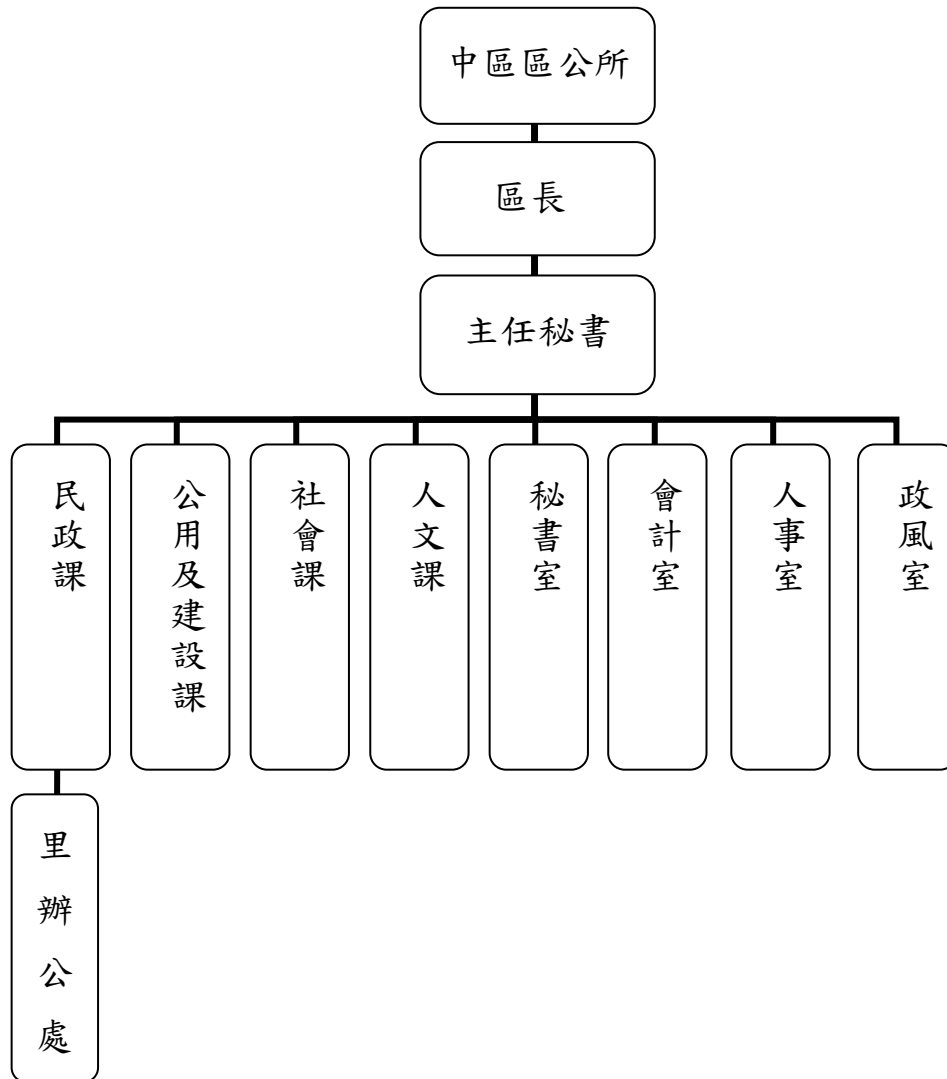 中區區公所
區長
主任秘書
民政課
公用及建設課
社會課
人文課
秘書室
會計室
人事室
政風室
里辦公處